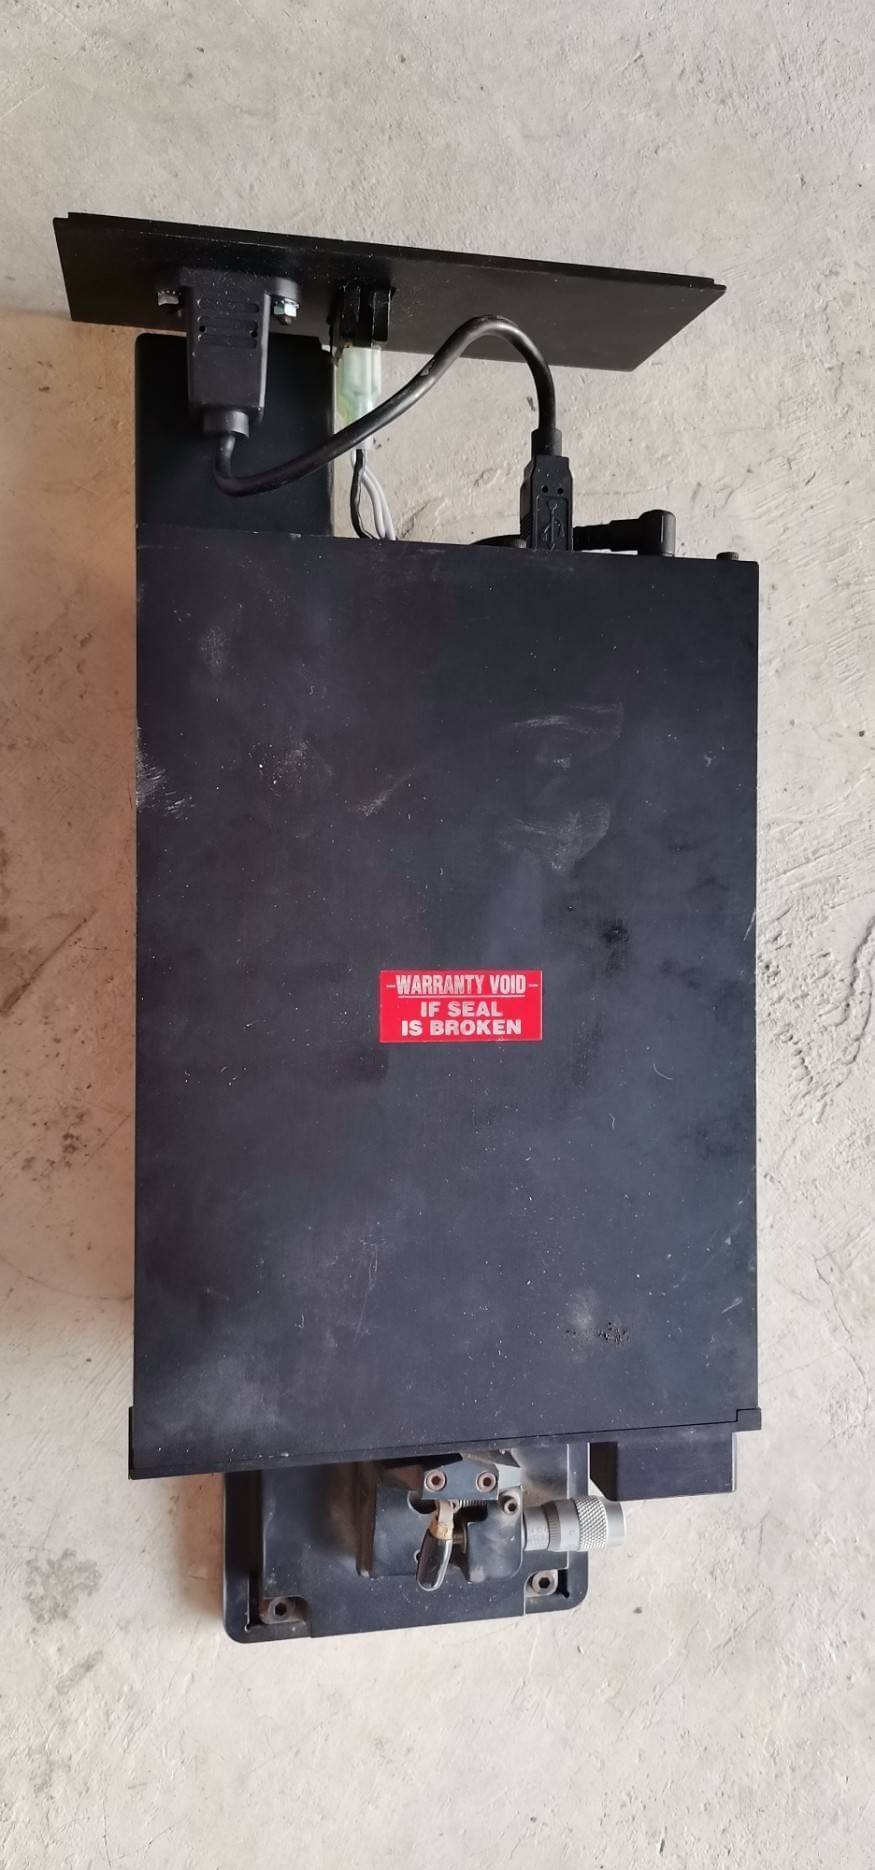 -WARRANTY VOID-
IF SEAL
IS BROKEN